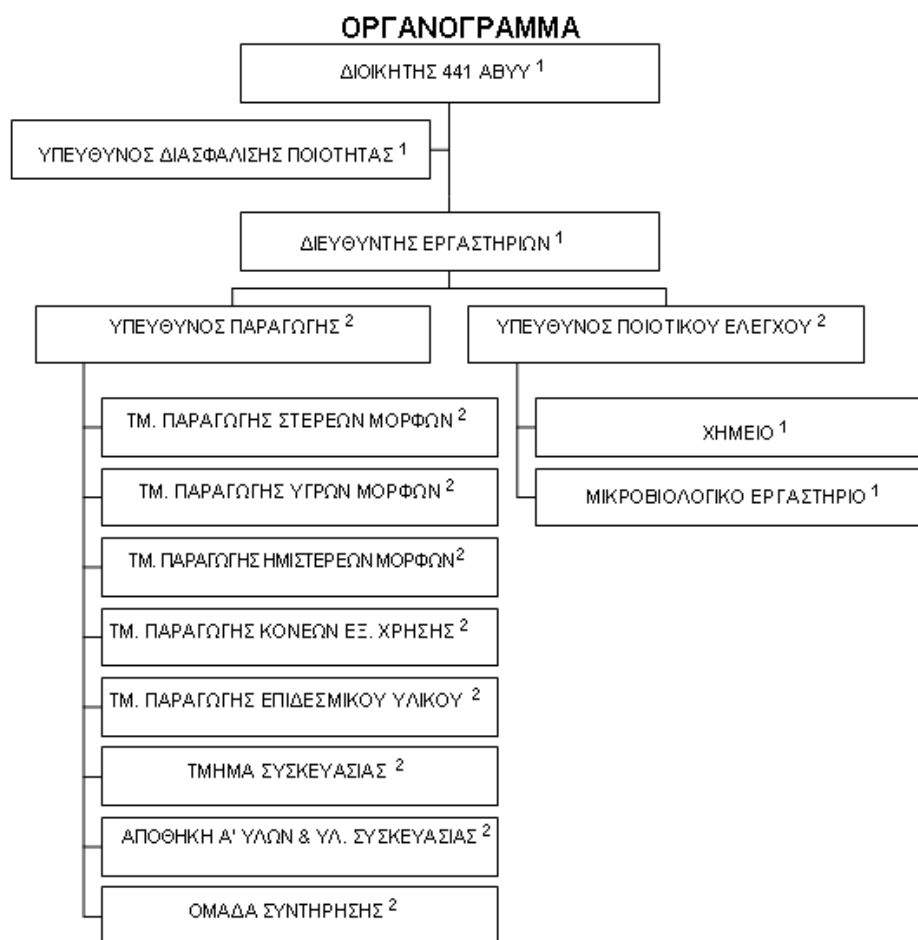 ΟΡΓΑΝΟΓΡΑΜΜΑ
ΔΙΟΙΚΗΤΗΣ 441 ΑΒΥΥ 1
ΥΠΕΥΘΥΝΟΣ ΔΙΑΣΦΑΛΙΣΗΣ ΠΟΙΟΤΗΤΑΣ 1
ΔΙΕΥΘΥΝΤΗΣ ΕΡΓΑΣΤΗΡΙΩΝ 1
ΥΠΕΥΘΥΝΟΣ ΠΑΡΑΓΩΓΗΣ 2
ΤΜ. ΠΑΡΑΓΩΓΗΣ ΣΤΕΡΕΩΝ ΜΟΡΦΩΝ 2
ΤΜ. ΠΑΡΑΓΩΓΗΣ ΥΓΡΩΝ ΜΟΡΦΩΝ 2
ΤΜ. ΠΑΡΑΓΩΓΗΣ ΗΜΙΣΤΕΡΕΩΝ ΜΟΡΦΩΝ 2
ΤΜ. ΠΑΡΑΓΩΓΗΣ ΚΟΝΕΩΝ ΕΞ. ΧΡΗΣΗΣ 2
ΤΜ. ΠΑΡΑΓΩΓΗΣ ΕΠΙΔΕΣΜΙΚΟΥ ΥΛΙΚΟΥ 2
ΤΜΗΜΑ ΣΥΣΚΕΥΑΣΙΑΣ 2
ΑΠΟΘΗΚΗ Α' ΥΛΩΝ & ΥΛ. ΣΥΣΚΕΥΑΣΙΑΣ 2
ΟΜΑΔΑ ΣΥΝΤΗΡΗΣΗΣ 2
ΥΠΕΥΘΥΝΟΣ ΠΟΙΟΤΙΚΟΥ ΕΛΕΓΧΟΥ 2
ΧΗΜΕΙΟ 1
ΜΙΚΡΟΒΙΟΛΟΓΙΚΟ ΕΡΓΑΣΤΗΡΙΟ 1